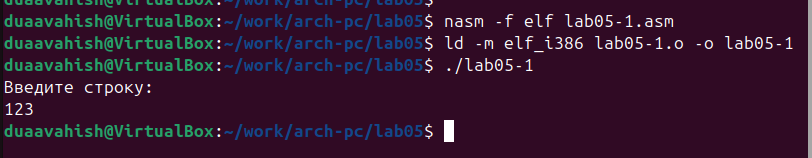 duaavahish@VirtualBox:~/work/arch-pc/lab05$ nasm -f elf lab05-1.asm
duaavahish@VirtualBox:~/work/arch-pc/lab05$ ld -m elf_i386 lab05-1.o -o lab05-1
duaavahish@VirtualBox:~/work/arch-pc/lab05$ ./lab05-1
Введите строку:
123
duaavahish@VirtualBox:~/work/arch-pc/lab05$